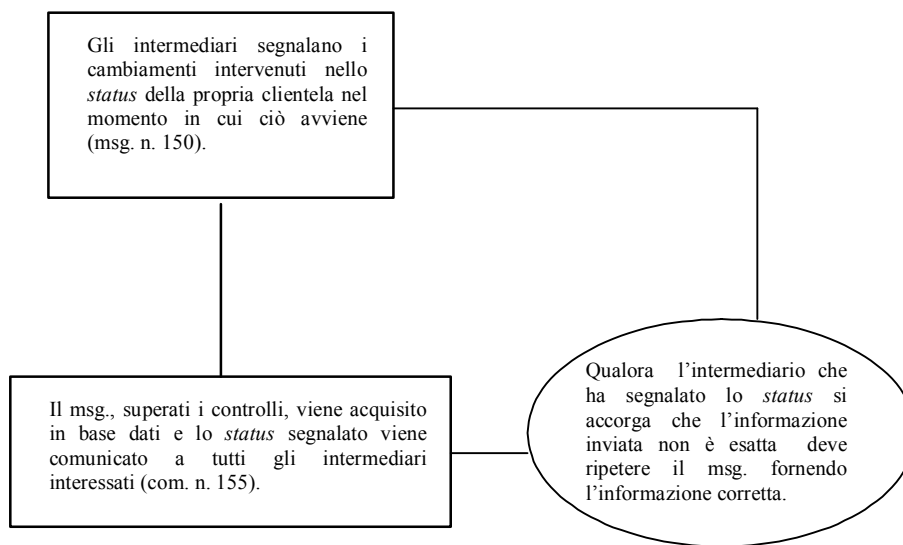 Gli intermediari segnalano i
cambiamenti intervenuti nello
status della propria clientela nel
momento in cui ciò avviene
(msg. n. 150).
Il msg., superati i controlli, viene acquisito
in base dati e lo status segnalato viene
comunicato a tutti gli intermediari
interessati (com. n. 155).
Qualora l'intermediario che
ha segnalato lo status si
accorga che l'informazione
inviata non è esatta deve
ripetere il msg. fornendo
l'informazione corretta.